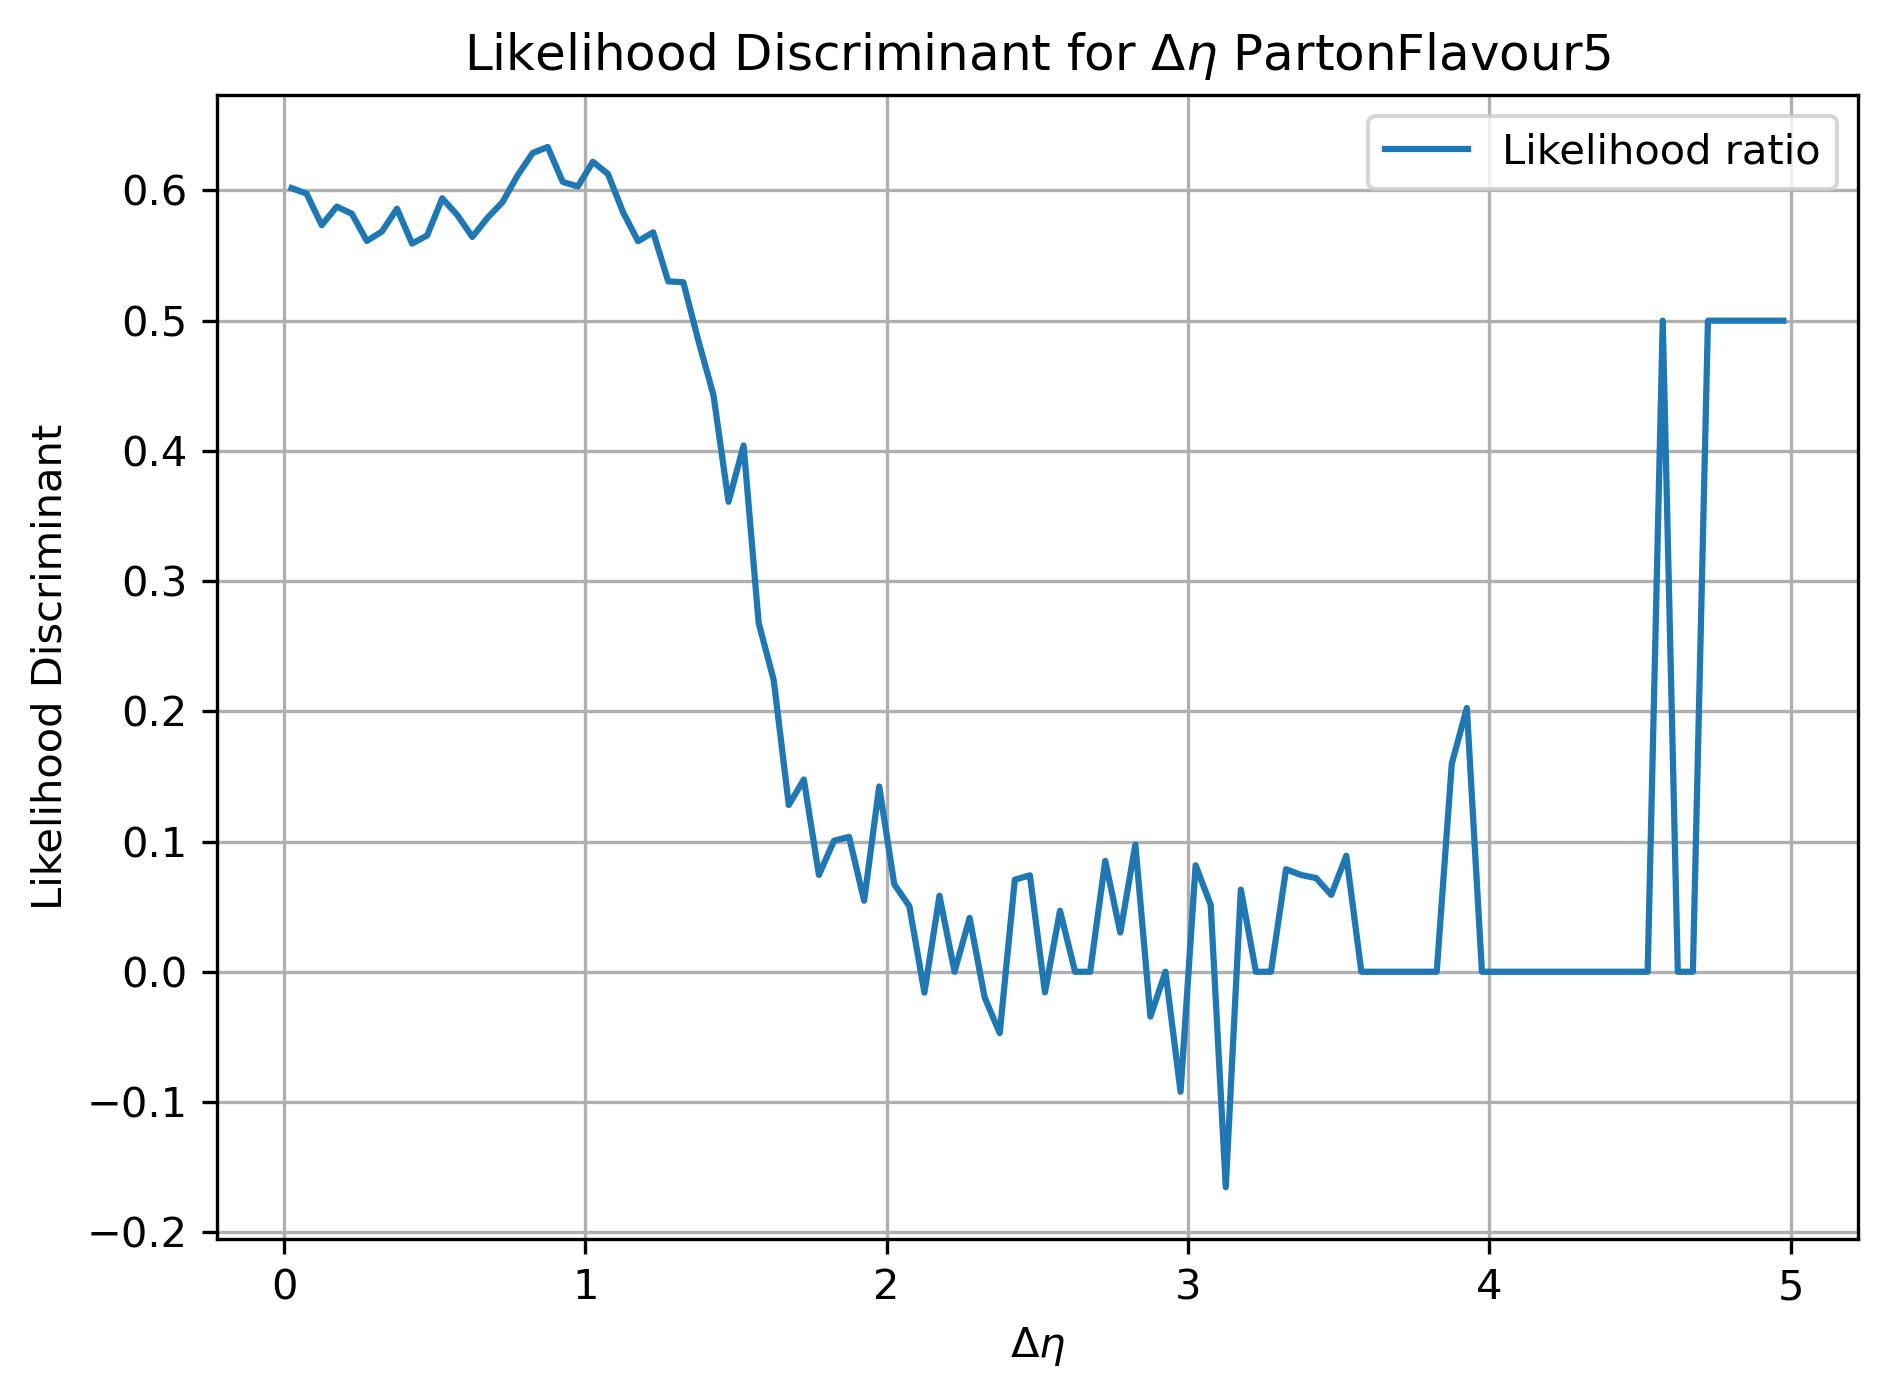 Likelihood Discriminant for Δη PartonFlavour5
Likelihood ratio
Likelihood Discriminant
0.6
0.5
0.4
0.3
0.2
0.1
0.0
−0.1
−0.2
0 1 2 3 4 5
Δη